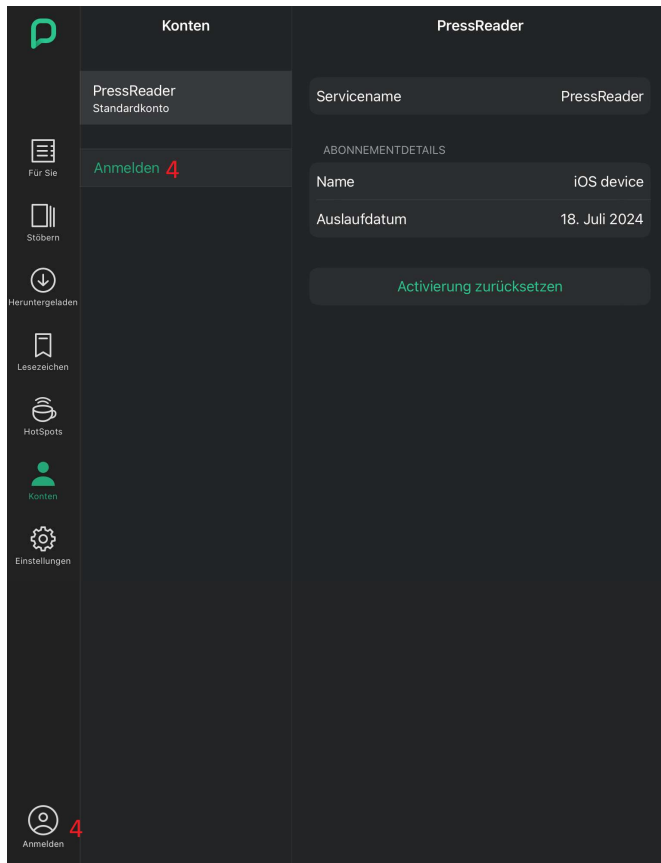 Konten
PressReader
PressReader
Standardkonto
Anmelden 4
Servicename PressReader
ABONNEMENTDETAILS
Name iOS device
Auslaufdatum 18. Juli 2024
Activierung zurücksetzen
Für Sie
Stöbern
Heruntergeladen
Lesezeichen
HotSpots
Konten
Einstellungen
Anmelden 4